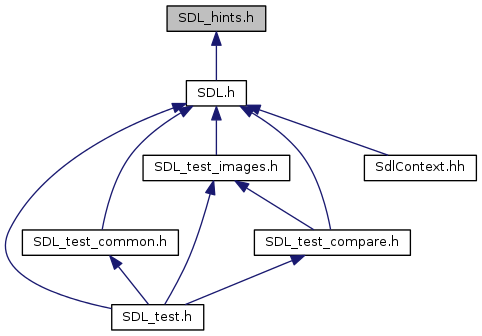 SDL_hints.h
SDL.h
SDL_test_images.h
SdlContext.hh
SDL_test_common.h
SDL_test_compare.h
SDL_test.h